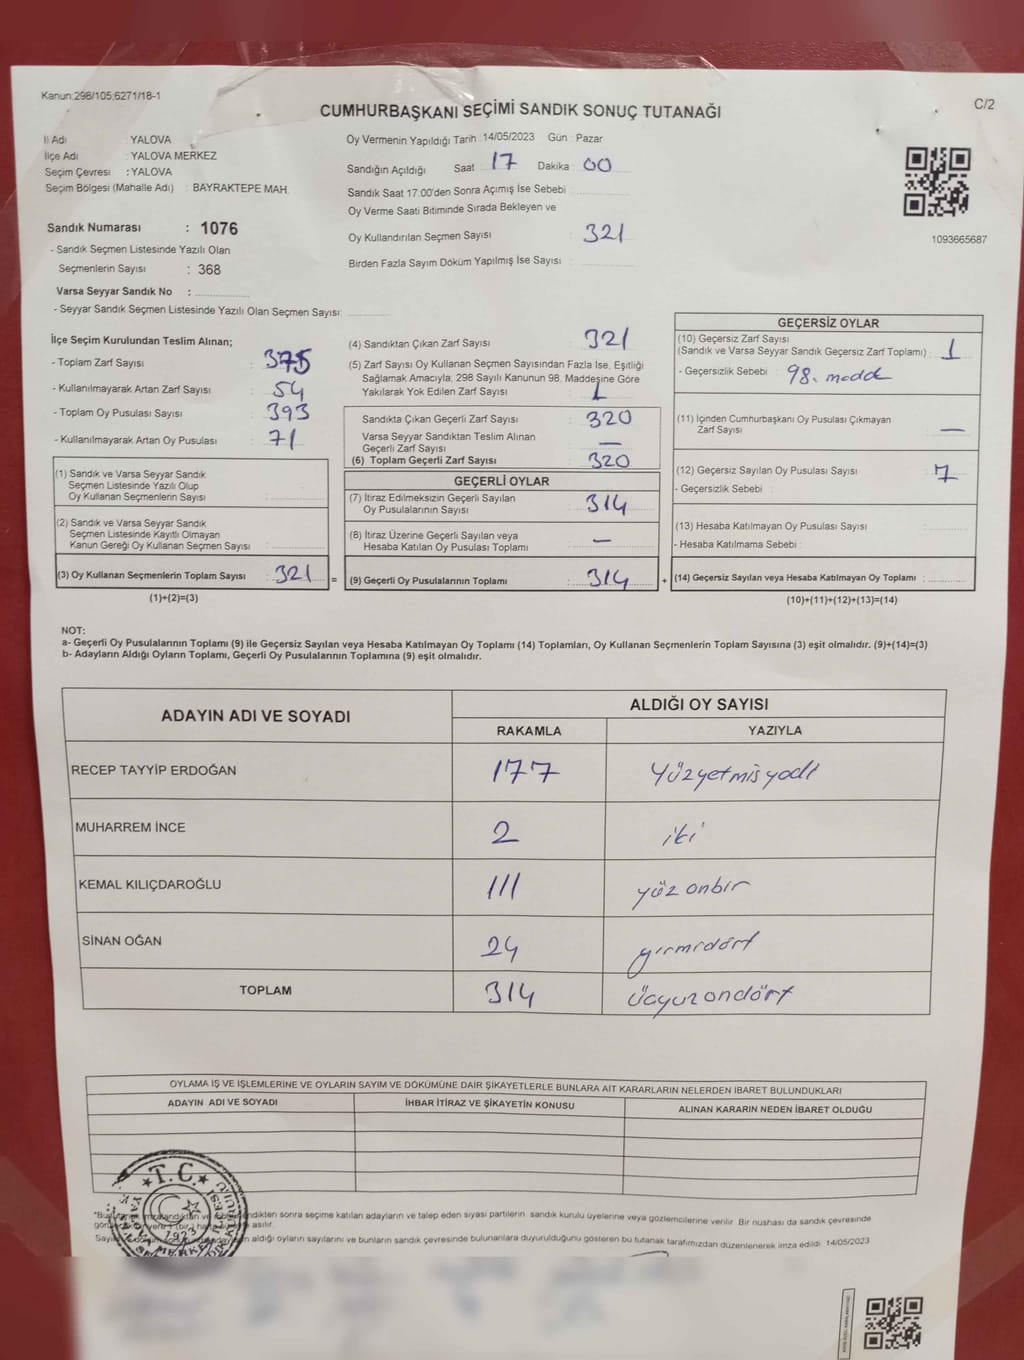 Kanun:298/105;6271/18-1
C/2
CUMHURBAŞKANI SEÇİMİ SANDIK SONUÇ TUTANAĞI
İl Adı : YALOVA
İlçe Adı : YALOVA MERKEZ
Seçim Çevresi : YALOVA
Seçim Bölgesi (Mahalle Adı) : BAYRAKTEPE MAH.
Sandık Numarası : 1076
- Sandık Seçmen Listesinde Yazılı Olan
Seçmenlerin Sayısı : 368
Varsa Seyyar Sandık No :
- Seyyar Sandık Seçmen Listesinde Yazılı Olan Seçmen Sayısı:
Oy Vermenin Yapıldığı Tarih : 14/05/2023 Gün : Pazar
Sandığın Açıldığı Saat : 17 Dakika : 00
Sandık Saat 17:00'den Sonra Açımış İse Sebebi :
Oy Verme Saati Bitiminde Sırada Bekleyen ve
Oy Kullandırılan Seçmen Sayısı : 321
Birden Fazla Sayım Döküm Yapılmış İse Sayısı :
1093665687
İlçe Seçim Kurulundan Teslim Alınan;
- Toplam Zarf Sayısı : 375
- Kullanılmayarak Artan Zarf Sayısı : 54
- Toplam Oy Pusulası Sayısı : 393
- Kullanılmayarak Artan Oy Pusulası : 71
(4) Sandıktan Çıkan Zarf Sayısı : 321
(5) Zarf Sayısı Oy Kullanan Seçmen Sayısından Fazla İse, Eşitliği
Sağlamak Amacıyla; 298 Sayılı Kanunun 98. Maddesine Göre
Yakılarak Yok Edilen Zarf Sayısı : 1
Sandıkta Çıkan Geçerli Zarf Sayısı : 320
Varsa Seyyar Sandıktan Teslim Alınan
Geçerli Zarf Sayısı : —
(6) Toplam Geçerli Zarf Sayısı : 320
GEÇERSİZ OYLAR
(10) Geçersiz Zarf Sayısı
(Sandık ve Varsa Seyyar Sandık Geçersiz Zarf Toplamı) : 1
- Geçersizlik Sebebi : 98. madde
(11) İçinden Cumhurbaşkanı Oy Pusulası Çıkmayan
Zarf Sayısı : —
(12) Geçersiz Sayılan Oy Pusulası Sayısı : 7
- Geçersizlik Sebebi :
(13) Hesaba Katılmayan Oy Pusulası Sayısı :
- Hesaba Katılmama Sebebi :
(1) Sandık ve Varsa Seyyar Sandık
Seçmen Listesinde Yazılı Olup
Oy Kullanan Seçmenlerin Sayısı :
(2) Sandık ve Varsa Seyyar Sandık
Seçmen Listesinde Kayıtlı Olmayan
Kanun Gereği Oy Kullanan Seçmen Sayısı :
GEÇERLİ OYLAR
(7) İtiraz Edilmeksizin Geçerli Sayılan
Oy Pusulalarının Sayısı : 314
(8) İtiraz Üzerine Geçerli Sayılan veya
Hesaba Katılan Oy Pusulası Toplamı : —
(3) Oy Kullanan Seçmenlerin Toplam Sayısı : 321 = (9) Geçerli Oy Pusulalarının Toplamı : 314 + (14) Geçersiz Sayılan veya Hesaba Katılmayan Oy Toplamı :
(1)+(2)=(3)
(10)+(11)+(12)+(13)=(14)
NOT:
a- Geçerli Oy Pusulalarının Toplamı (9) ile Geçersiz Sayılan veya Hesaba Katılmayan Oy Toplamı (14) Toplamları, Oy Kullanan Seçmenlerin Toplam Sayısına (3) eşit olmalıdır. (9)+(14)=(3)
b- Adayların Aldığı Oyların Toplamı, Geçerli Oy Pusulalarının Toplamına (9) eşit olmalıdır.
ADAYIN ADI VE SOYADI
ALDIĞI OY SAYISI
RAKAMLA YAZIYLA
RECEP TAYYİP ERDOĞAN 177 Yüzyetmişyedi
MUHARREM İNCE 2 iki
KEMAL KILIÇDAROĞLU 111 yüzonbir
SİNAN OĞAN 24 yirmidört
TOPLAM 314 üçyüzondört
OYLAMA İŞ VE İŞLEMLERİNE VE OYLARIN SAYIM VE DÖKÜMÜNE DAİR ŞİKAYETLERLE BUNLARA AİT KARARLARIN NELERDEN İBARET BULUNDUKLARI
ADAYIN ADI VE SOYADI İHBAR İTİRAZ VE ŞİKAYETİN KONUSU ALINAN KARARIN NEDEN İBARET OLDUĞU
T.C.
1923
sonra seçime katılan adayların ve talep eden siyasi partilerin sandık kurulu üyelerine veya gözlemcilerine verilir. Bir nushası da sandık çevresinde
asılır.
aldığı oyların sayılarını ve bunların sandık çevresinde bulunanlara duyurulduğunu gösteren bu tutanak tarafımızdan düzenlenerek imza edildi. 14/05/2023